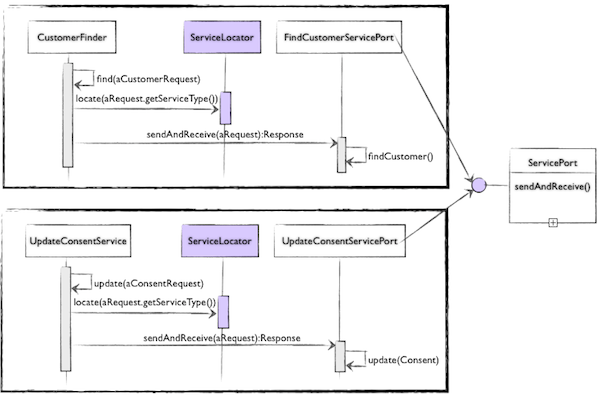 CustomerFinder
ServiceLocator
FindCustomerServicePort
find(aCustomerRequest)
locate(aRequest.getServiceType())
sendAndReceive(aRequest):Response
findCustomer()
ServicePort
sendAndReceive()
UpdateConsentService
ServiceLocator
UpdateConsentServicePort
update(aConsentRequest)
locate(aRequest.getServiceType())
sendAndReceive(aRequest):Response
update(Consent)